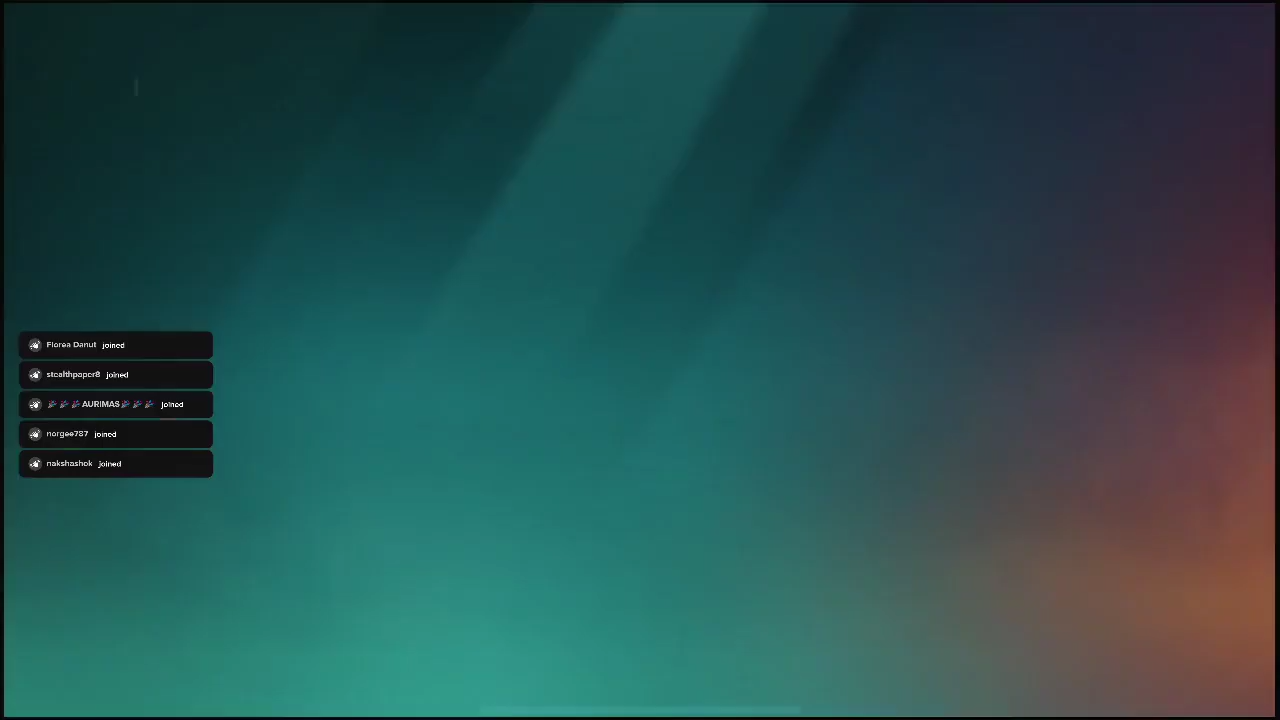 Florea Danut joined
stealthpaper8 joined
🎉🎉🎉AURIMAS🎉🎉🎉 joined
norgee787 joined
nakshashok joined